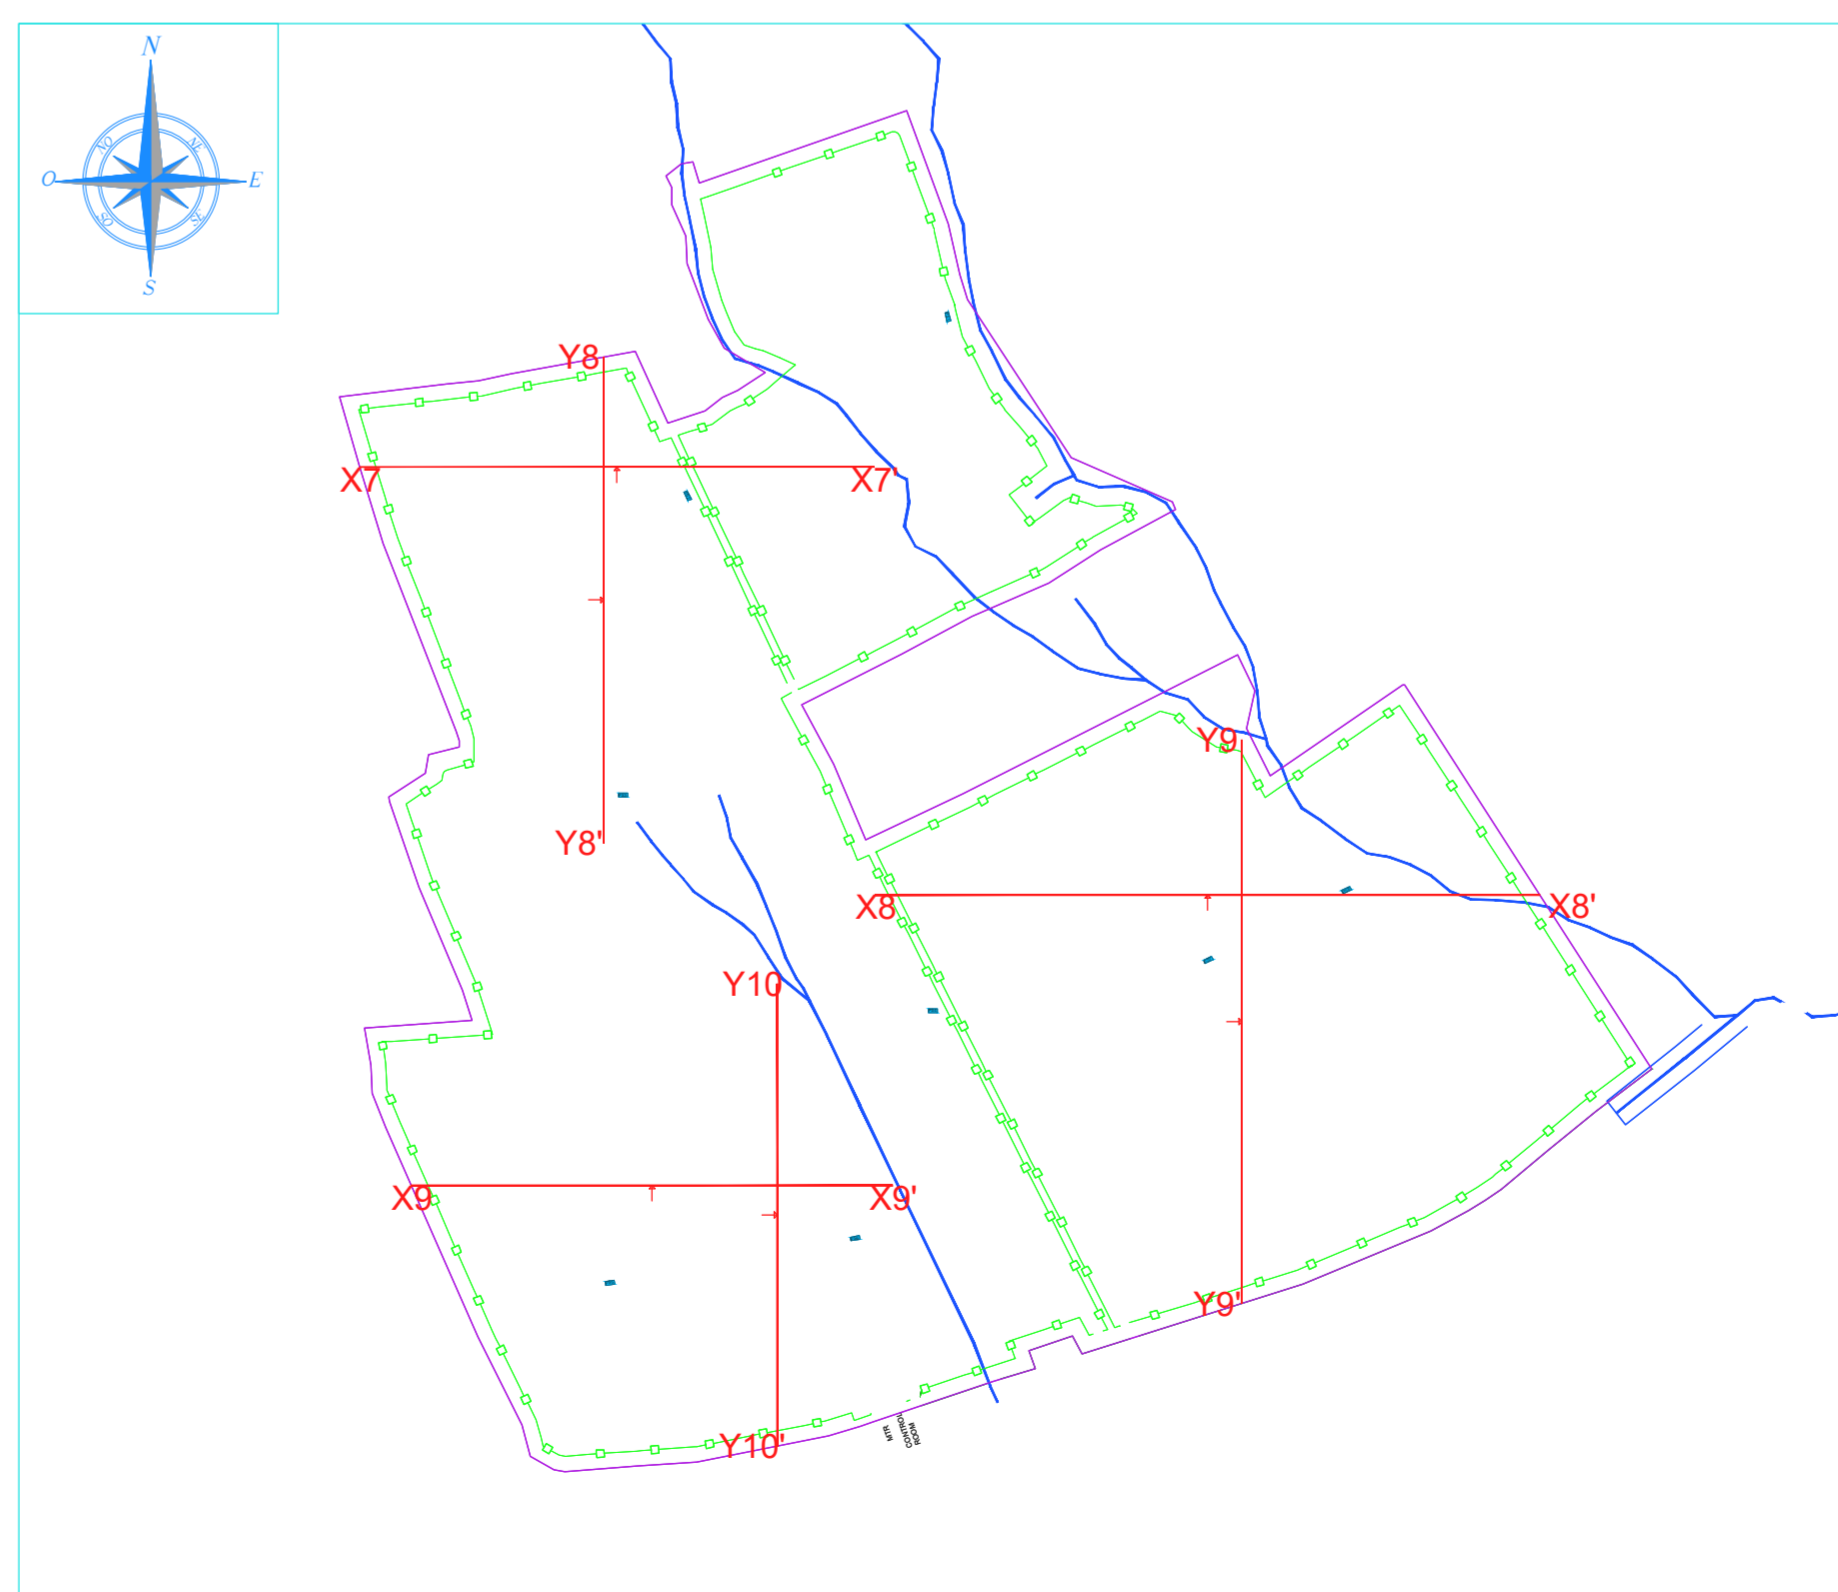 N
NO
NE
O
E
SO
SE
S
Y8
X7
X7'
Y9
Y8'
X8
X8'
Y10
X9
X9'
Y9'
MTR
CONTROL
ROOM
Y10'